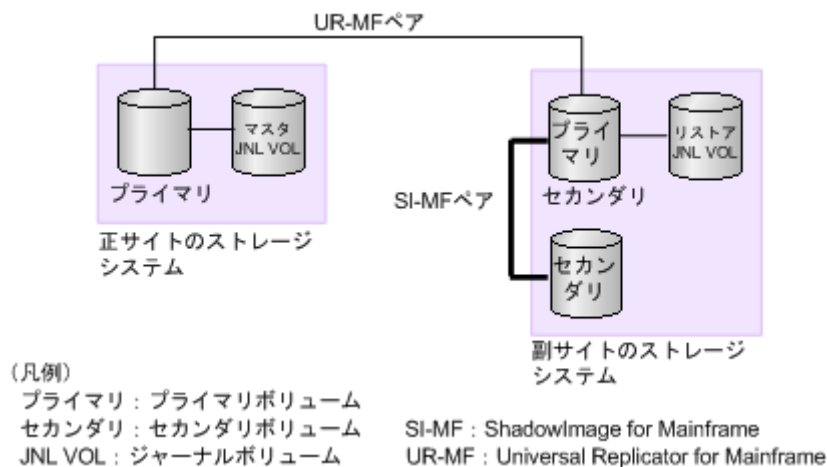 UR-MFペア
プライマリ
マスタ
JNL VOL
正サイトのストレージ
システム
プライ
マリ
セカンダリ
リストア
JNL VOL
SI-MFペア
セカン
ダリ
副サイトのストレージ
システム
（凡例）
プライマリ：プライマリボリューム
セカンダリ：セカンダリボリューム
JNL VOL：ジャーナルボリューム
SI-MF：ShadowImage for Mainframe
UR-MF：Universal Replicator for Mainframe